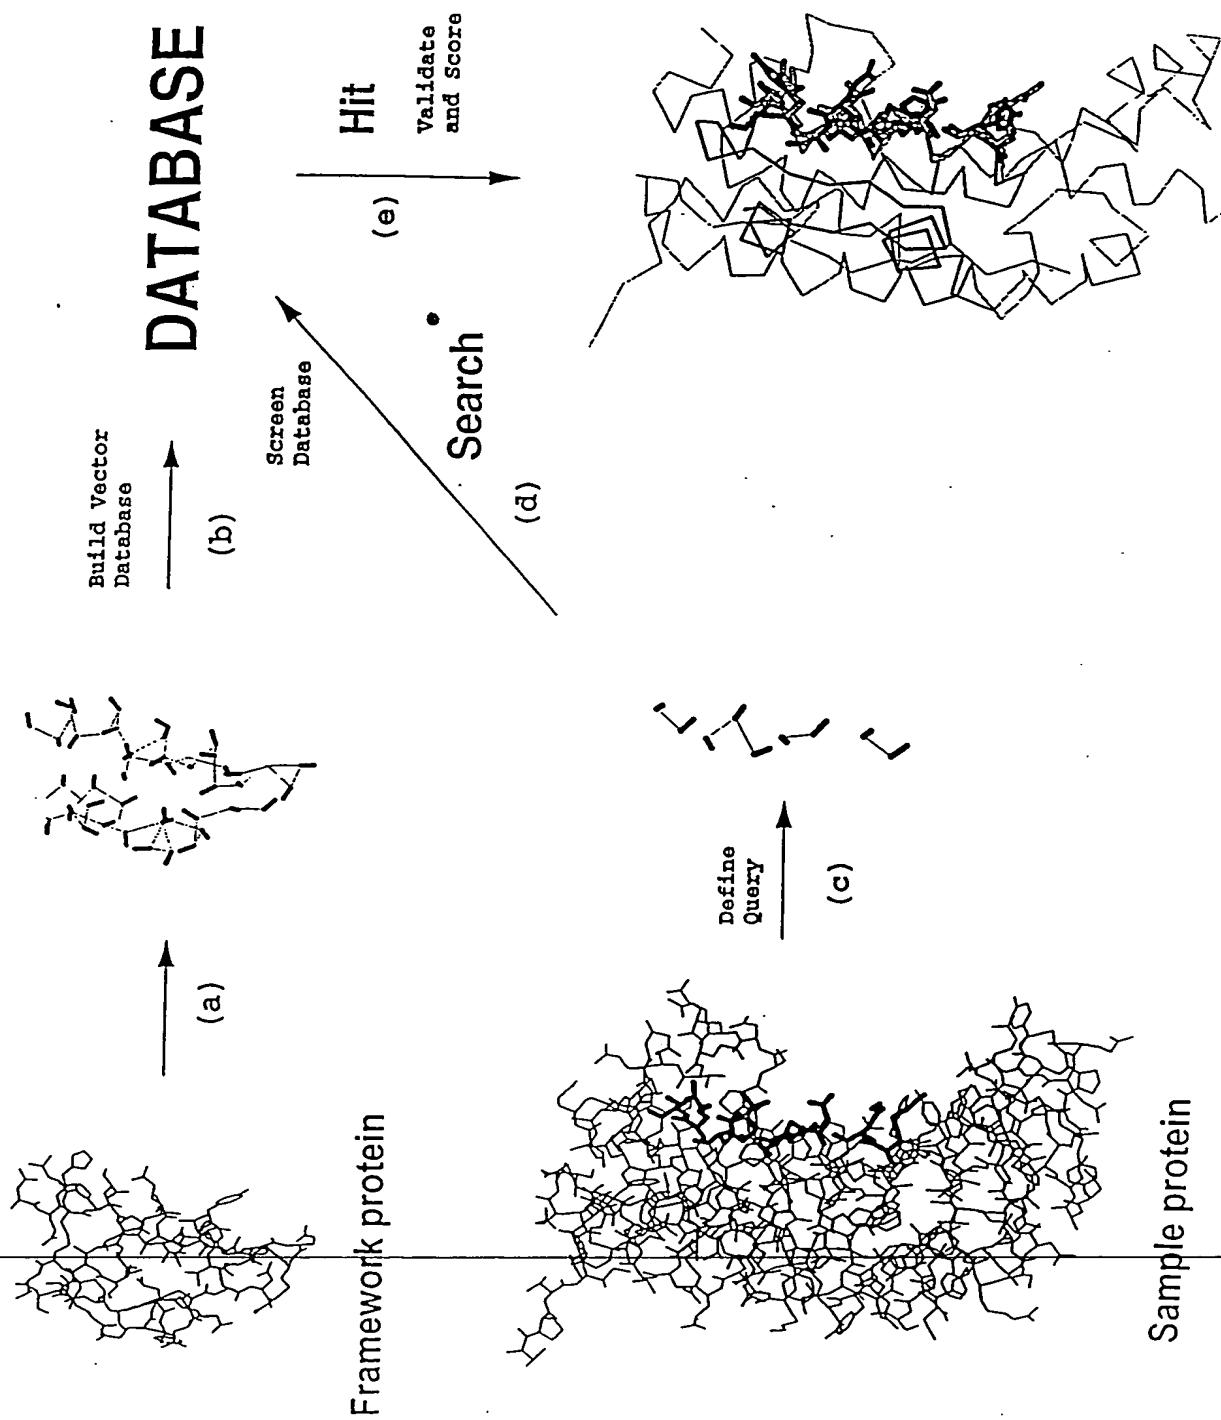 Framework protein
(a)
Build Vector
Database
(b)
DATABASE
Sample protein
Define
Query
(c)
Screen
Database
Search
(d)
Hit
Validate
and Score
(e)